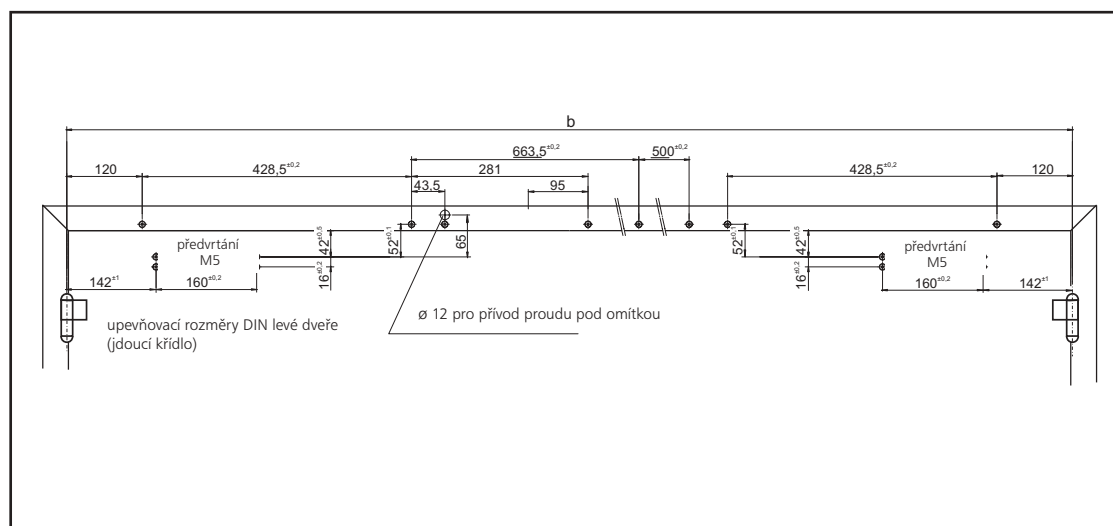 b
663,5±0,2 500±0,2
120 428,5±0,2 281 428,5±0,2 120
43,5 95
42±0,5 52±0,1 65 52±0,1 42±0,5
předvrtání předvrtání
M5 M5
16±0,2 16±0,2
142±1 160±0,2 160±0,2 142±1
ø 12 pro přívod proudu pod omítkou
upevňovací rozměry DIN levé dveře
(jdoucí křídlo)